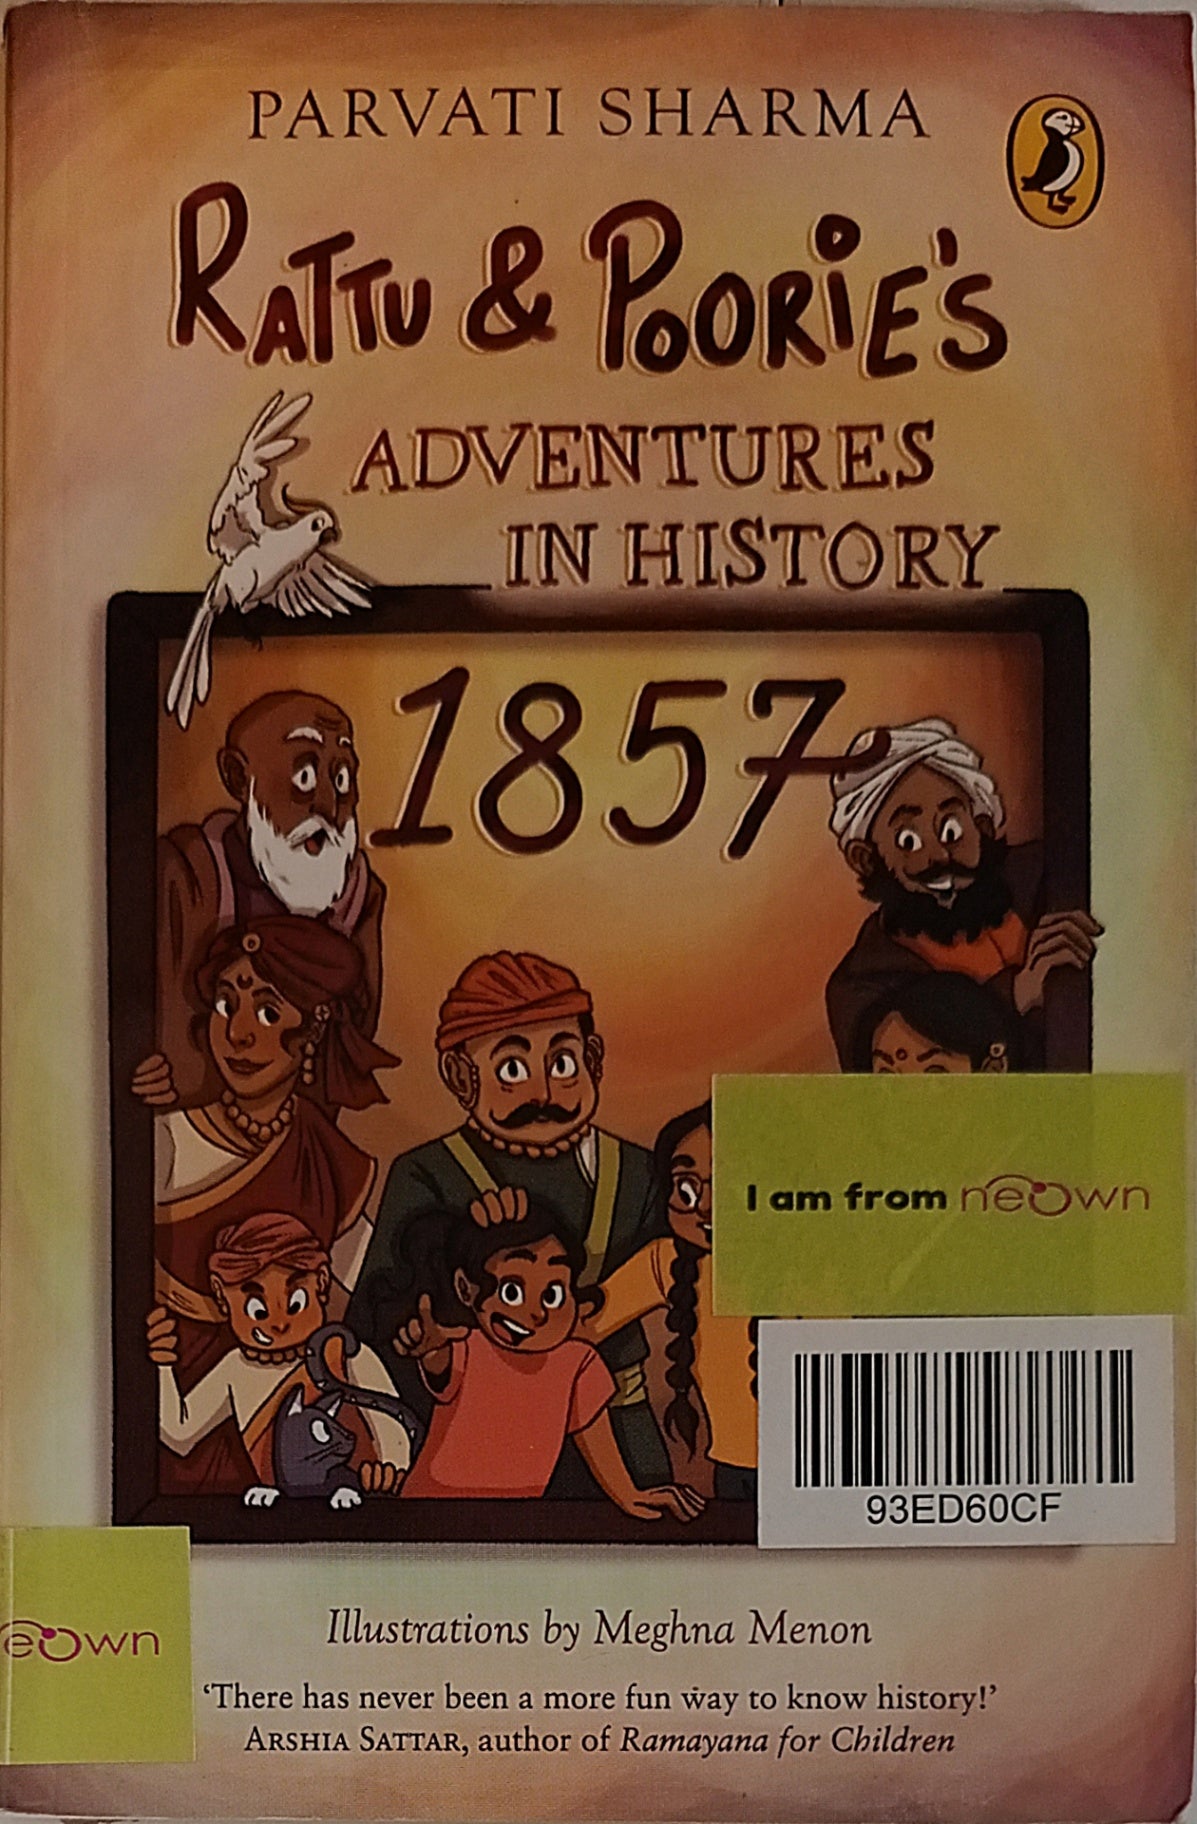 PARVATI SHARMA
RATTU & POORIE'S
ADVENTURES
IN HISTORY
1857
I am from neown
93ED60CF
eown
Illustrations by Meghna Menon
‘There has never been a more fun way to know history!’
ARSHIA SATTAR, author of Ramayana for Children